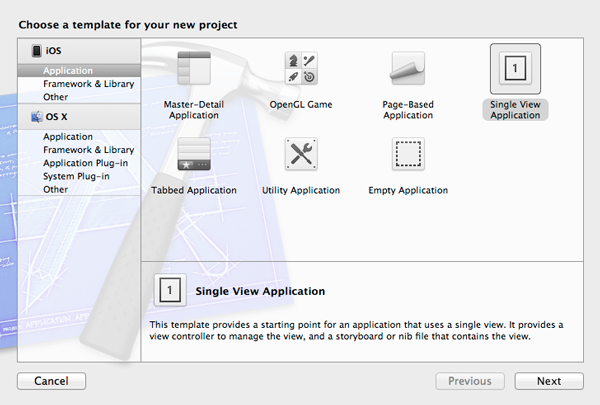 Choose a template for your new project
iOS
Application
Framework & Library
Other
OS X
Application
Framework & Library
Application Plug-in
System Plug-in
Other
Master-Detail
Application
OpenGL Game
Page-Based
Application
1
Single View
Application
Tabbed Application
Utility Application
Empty Application
1
Single View Application
This template provides a starting point for an application that uses a single view. It provides a
view controller to manage the view, and a storyboard or nib file that contains the view.
Cancel
Previous
Next